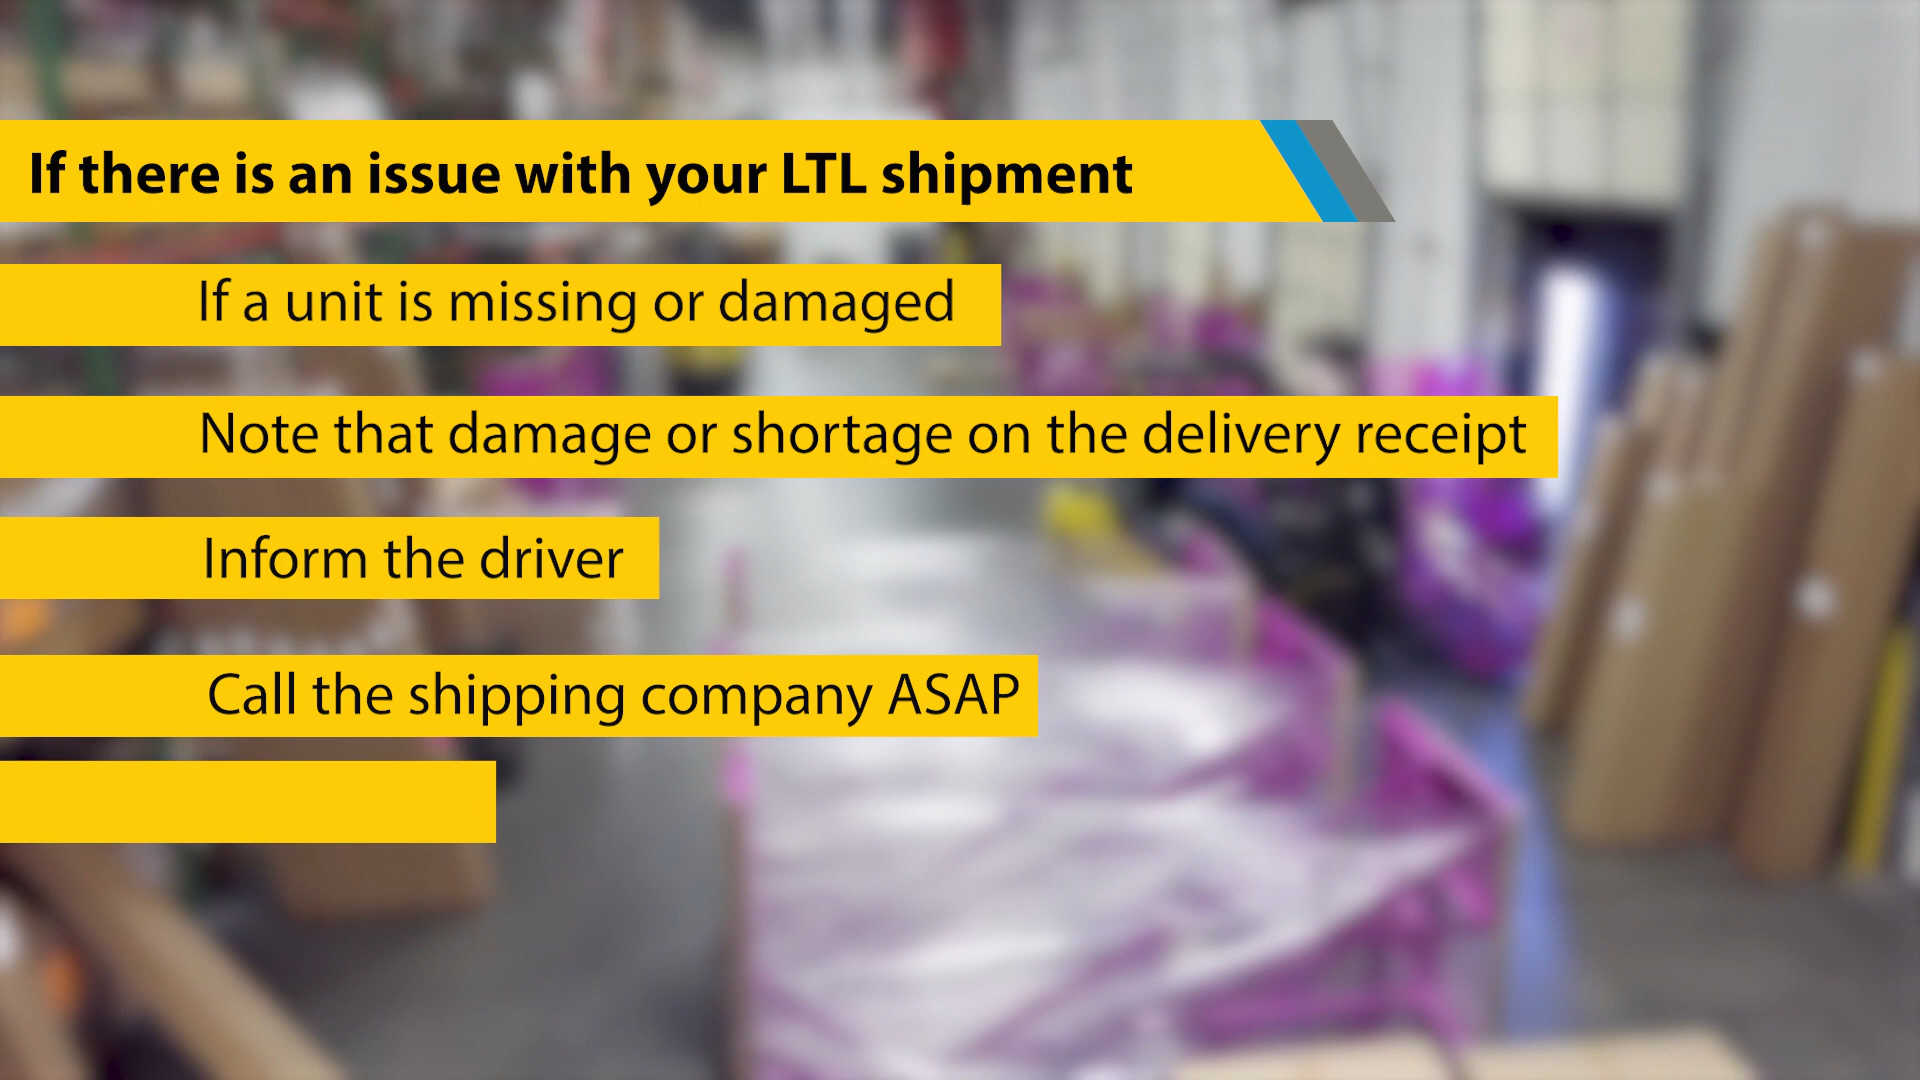 If there is an issue with your LTL shipment
If a unit is missing or damaged
Note that damage or shortage on the delivery receipt
Inform the driver
Call the shipping company ASAP